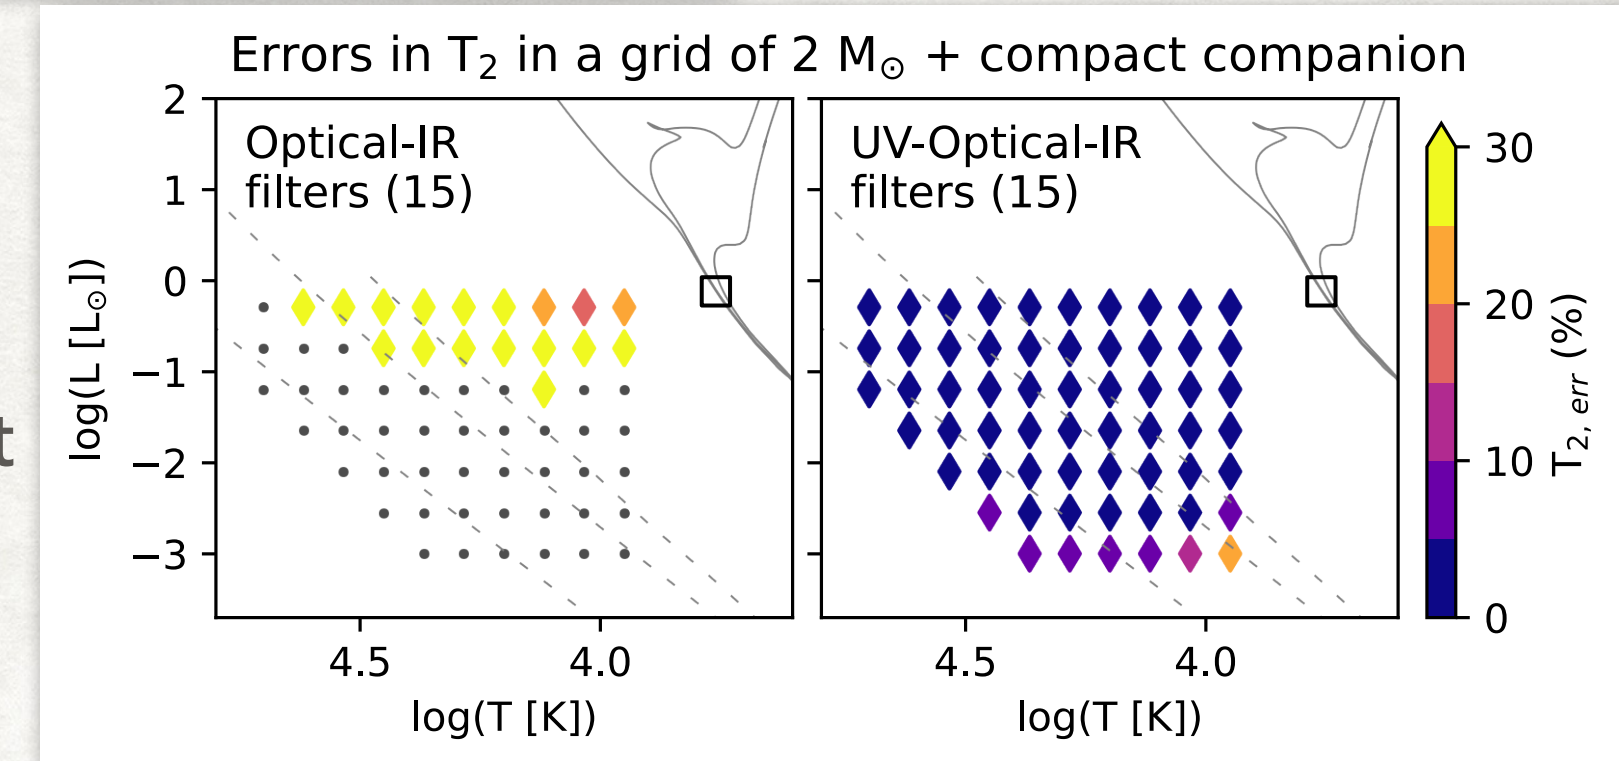 Errors in T₂ in a grid of 2 M☉ + compact companion
Optical-IR
filters (15)
UV-Optical-IR
filters (15)
log(L [L☉])
2
1
0
−1
−2
−3
4.5
4.0
4.5
4.0
log(T [K])
log(T [K])
30
20
10
0
T₂, err (%)
t